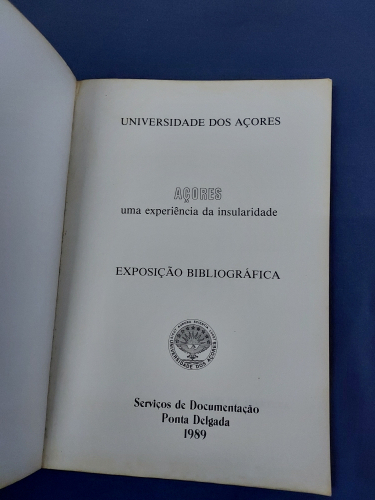 UNIVERSIDADE DOS AÇORES
AÇORES
uma experiência da insularidade
EXPOSIÇÃO BIBLIOGRÁFICA
UNIVERSIDADE DOS AÇORES
Serviços de Documentação
Ponta Delgada
1989